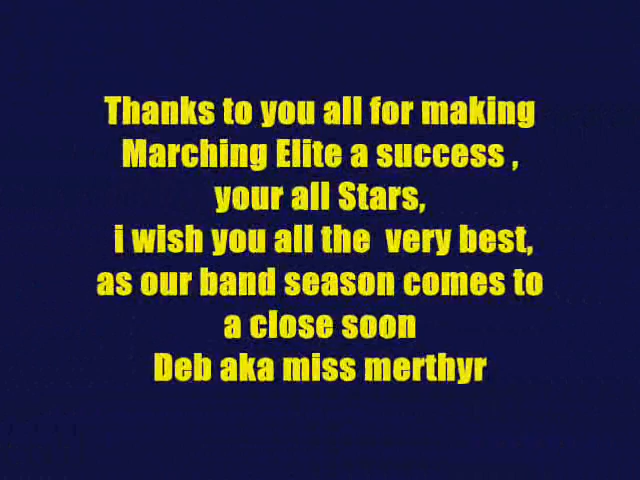 Thanks to you all for making
Marching Elite a success ,
your all Stars,
i wish you all the very best,
as our band season comes to
a close soon
Deb aka miss merthyr